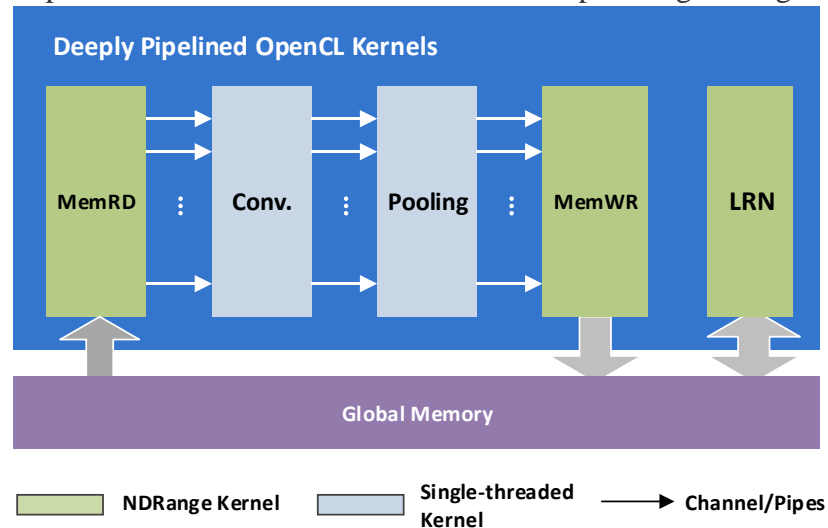 Deeply Pipelined OpenCL Kernels
MemRD
Conv.
Pooling
MemWR
LRN
Global Memory
NDRange Kernel
Single-threaded
Kernel
Channel/Pipes